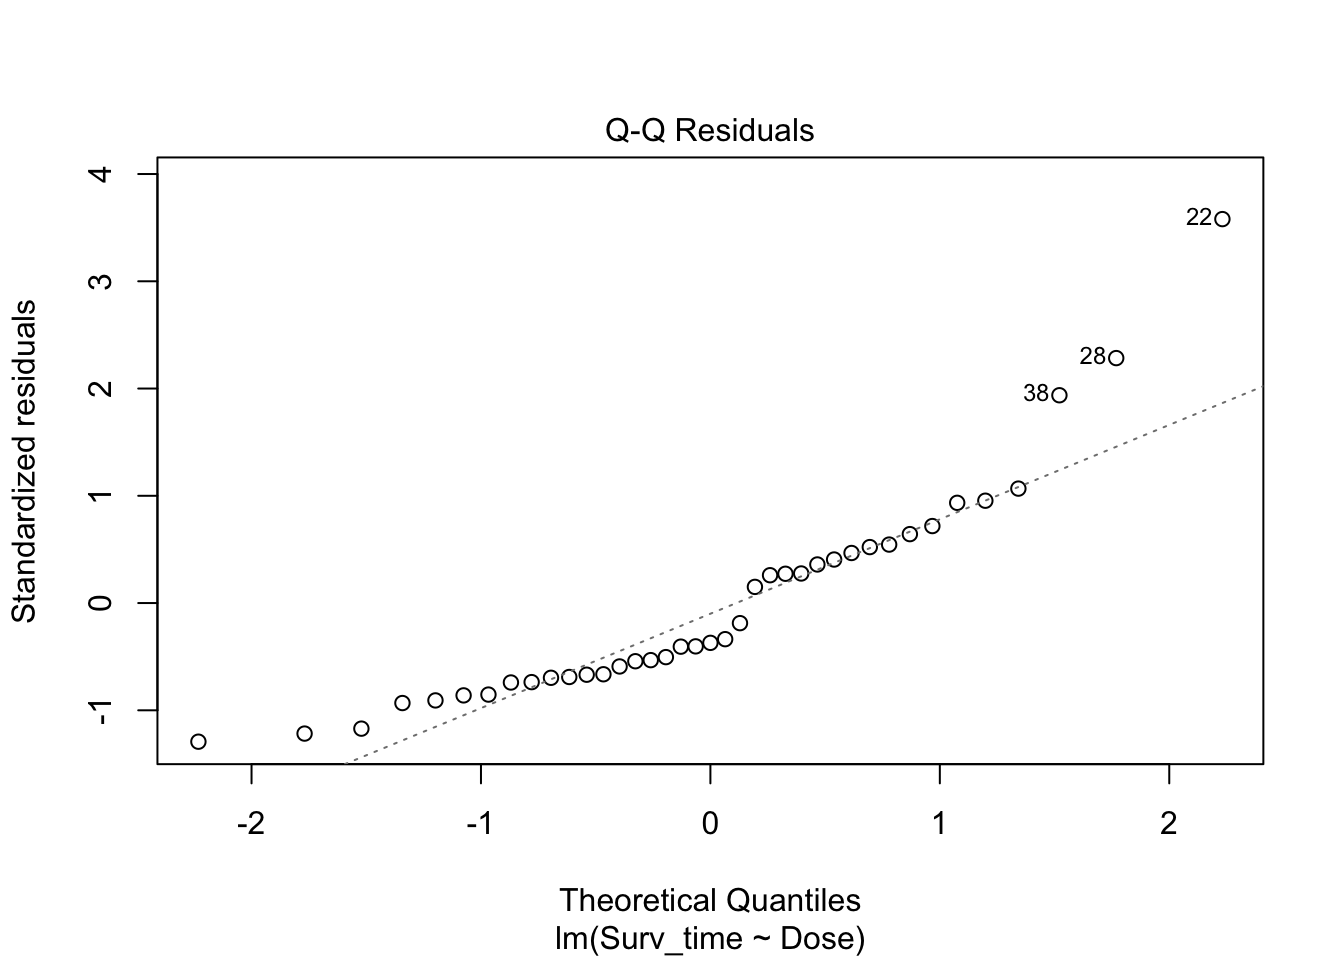 Q-Q Residuals
4
3
2
1
0
-1
Standardized residuals
22
28
38
-2 -1 0 1 2
Theoretical Quantiles
lm(Surv_time ~ Dose)